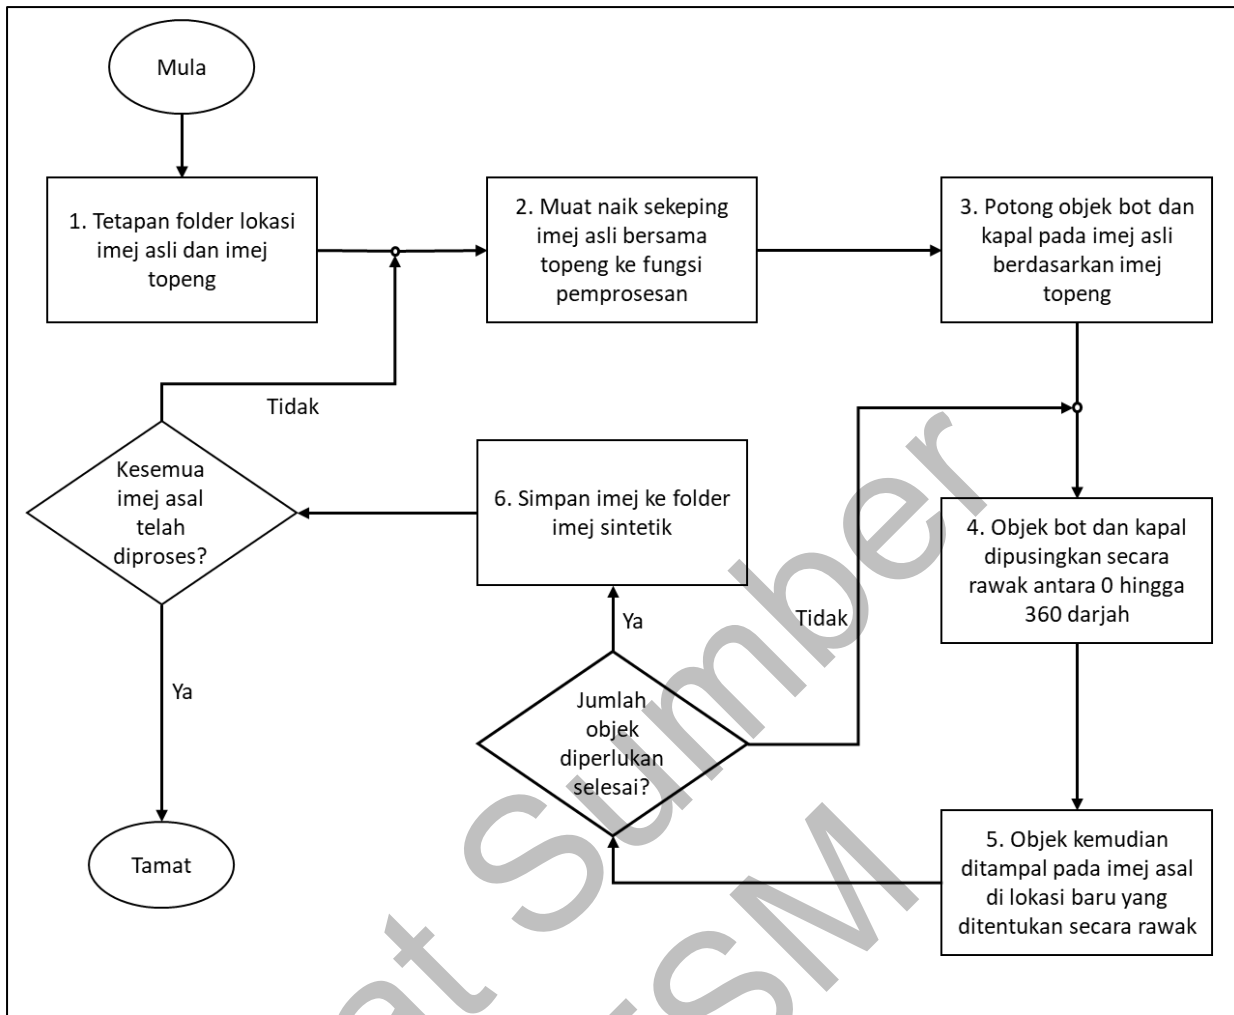 Mula
1. Tetapan folder lokasi
imej asli dan imej
topeng
2. Muat naik sekeping
imej asli bersama
topeng ke fungsi
pemprosesan
3. Potong objek bot dan
kapal pada imej asli
berdasarkan imej
topeng
Tidak
Kesemua
imej asal
telah
diproses?
6. Simpan imej ke folder
imej sintetik
4. Objek bot dan kapal
dipusingkan secara
rawak antara 0 hingga
360 darjah
Ya
Tidak
Ya
Jumlah
objek
diperlukan
selesai?
Tamat
5. Objek kemudian
ditampal pada imej asal
di lokasi baru yang
ditentukan secara rawak
at Sumber